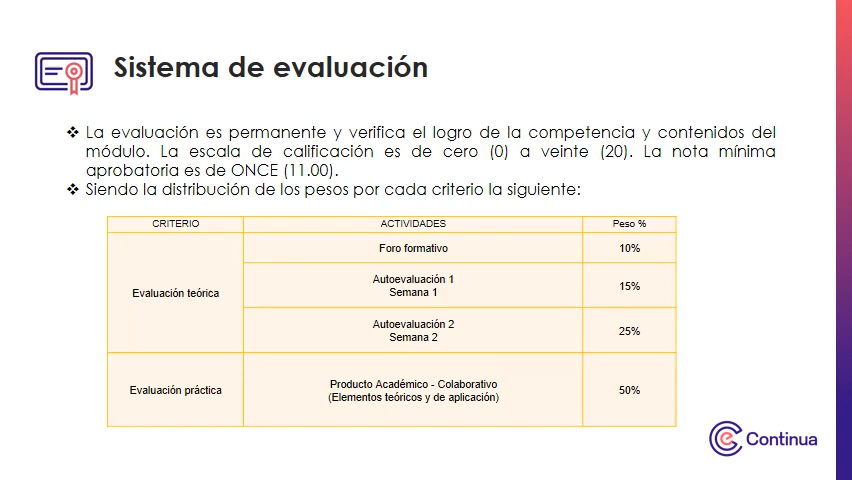 Sistema de evaluación
❖ La evaluación es permanente y verifica el logro de la competencia y contenidos del
módulo. La escala de calificación es de cero (0) a veinte (20). La nota mínima
aprobatoria es de ONCE (11.00).
❖ Siendo la distribución de los pesos por cada criterio la siguiente:
CRITERIO ACTIVIDADES Peso %
Evaluación teórica
Foro formativo 10%
Autoevaluación 1
Semana 1
15%
Autoevaluación 2
Semana 2
25%
Evaluación práctica
Producto Académico - Colaborativo
(Elementos teóricos y de aplicación)
50%
Continua